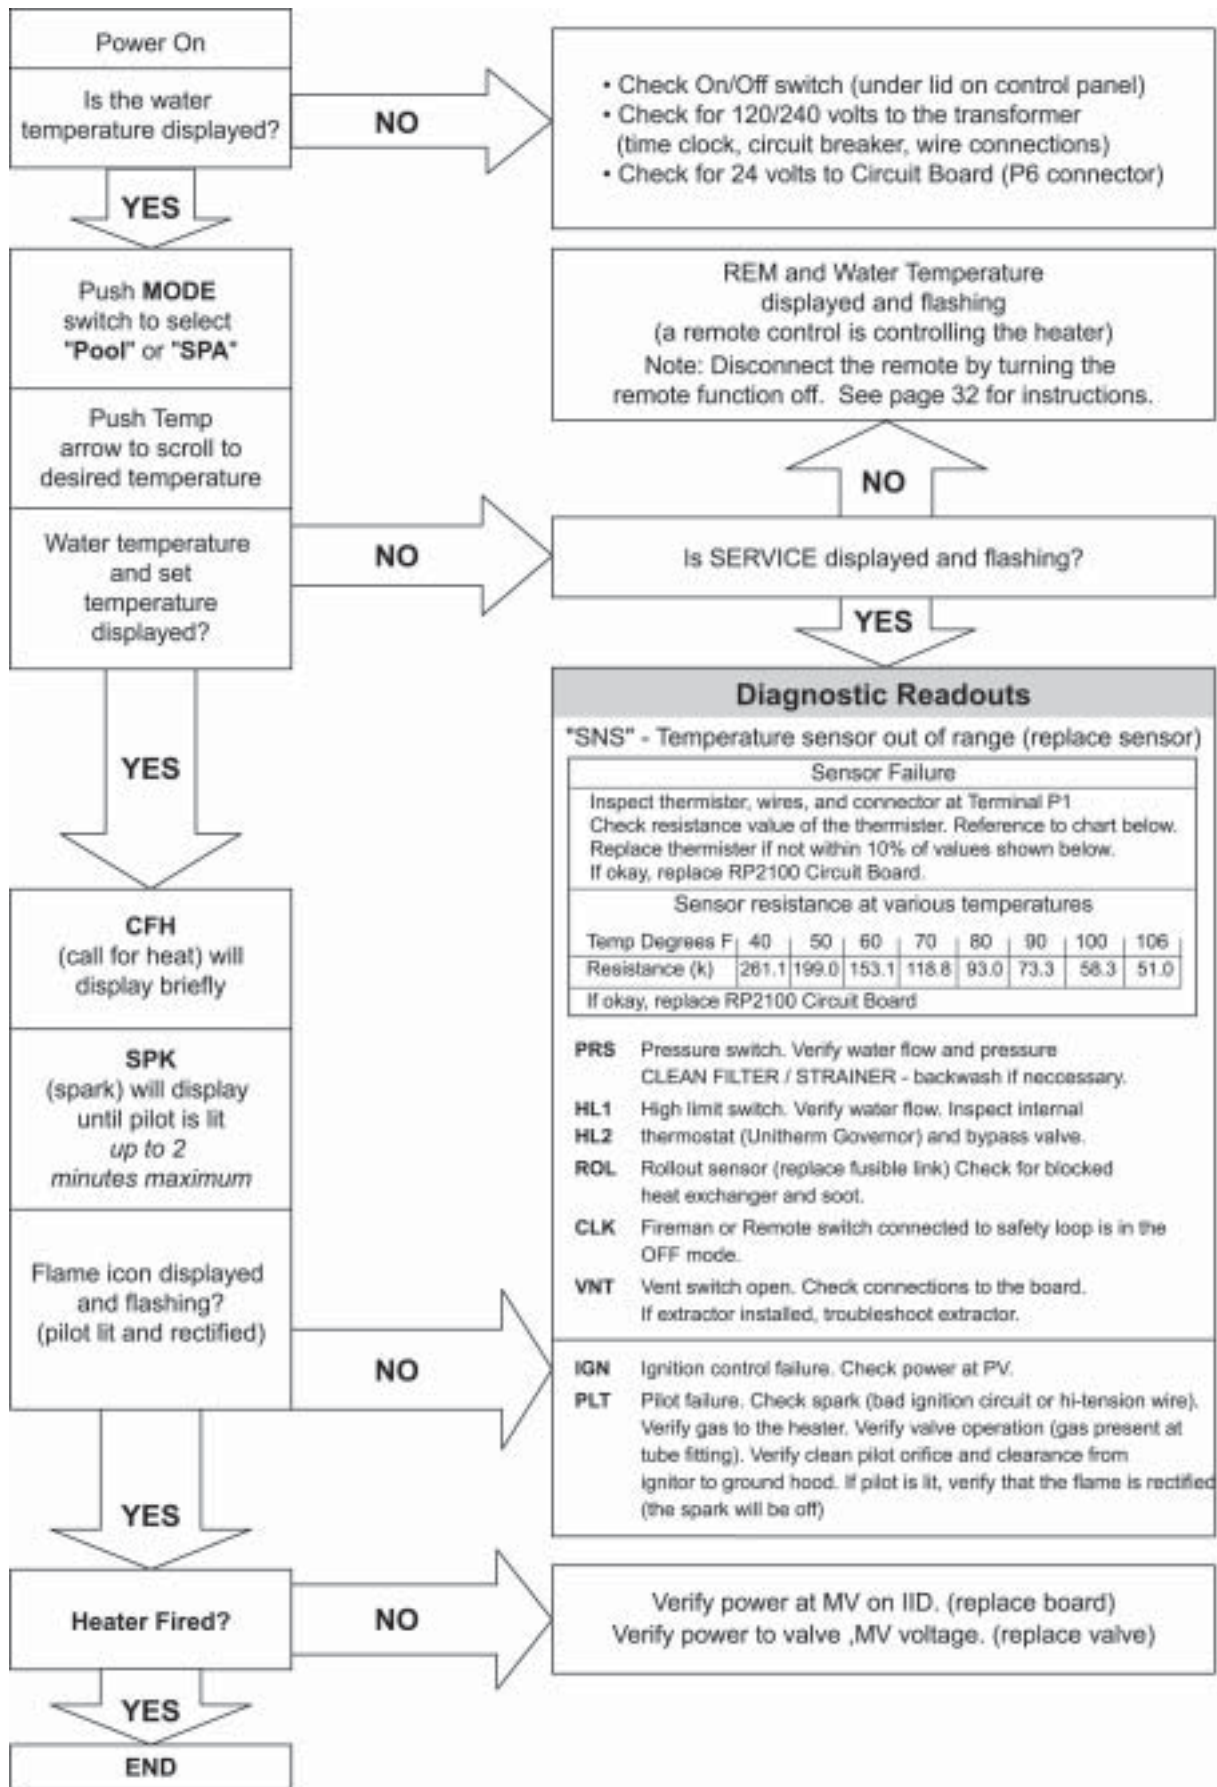 Power On
Is the water
temperature displayed?
NO
• Check On/Off switch (under lid on control panel)
• Check for 120/240 volts to the transformer
(time clock, circuit breaker, wire connections)
• Check for 24 volts to Circuit Board (P6 connector)
YES
Push MODE
switch to select
"Pool" or "SPA"
Push Temp
arrow to scroll to
desired temperature
Water temperature
and set
temperature
displayed?
NO
Is SERVICE displayed and flashing?
NO
REM and Water Temperature
displayed and flashing
(a remote control is controlling the heater)
Note: Disconnect the remote by turning the
remote function off. See page 32 for instructions.
YES
Diagnostic Readouts
"SNS" - Temperature sensor out of range (replace sensor)
Sensor Failure
Inspect thermister, wires, and connector at Terminal P1
Check resistance value of the thermister. Reference to chart below.
Replace thermister if not within 10% of values shown below.
If okay, replace RP2100 Circuit Board.
Sensor resistance at various temperatures
Temp Degrees F 40 50 60 70 80 90 100 106
Resistance (k) 261.1 199.0 153.1 118.8 93.0 73.3 58.3 51.0
If okay, replace RP2100 Circuit Board
PRS Pressure switch. Verify water flow and pressure
CLEAN FILTER / STRAINER - backwash if neccessary.
HL1 High limit switch. Verify water flow. Inspect internal
HL2 thermostat (Unitherm Governor) and bypass valve.
ROL Rollout sensor (replace fusible link) Check for blocked
heat exchanger and soot.
CLK Fireman or Remote switch connected to safety loop is in the
OFF mode.
VNT Vent switch open. Check connections to the board.
If extractor installed, troubleshoot extractor.
IGN Ignition control failure. Check power at PV.
PLT Pilot failure. Check spark (bad ignition circuit or hi-tension wire).
Verify gas to the heater. Verify valve operation (gas present at
tube fitting). Verify clean pilot orifice and clearance from
ignitor to ground hood. If pilot is lit, verify that the flame is rectified
(the spark will be off)
YES
CFH
(call for heat) will
display briefly
SPK
(spark) will display
until pilot is lit
up to 2
minutes maximum
Flame icon displayed
and flashing?
(pilot lit and rectified)
NO
YES
Heater Fired?
NO
Verify power at MV on IID. (replace board)
Verify power to valve ,MV voltage. (replace valve)
YES
END